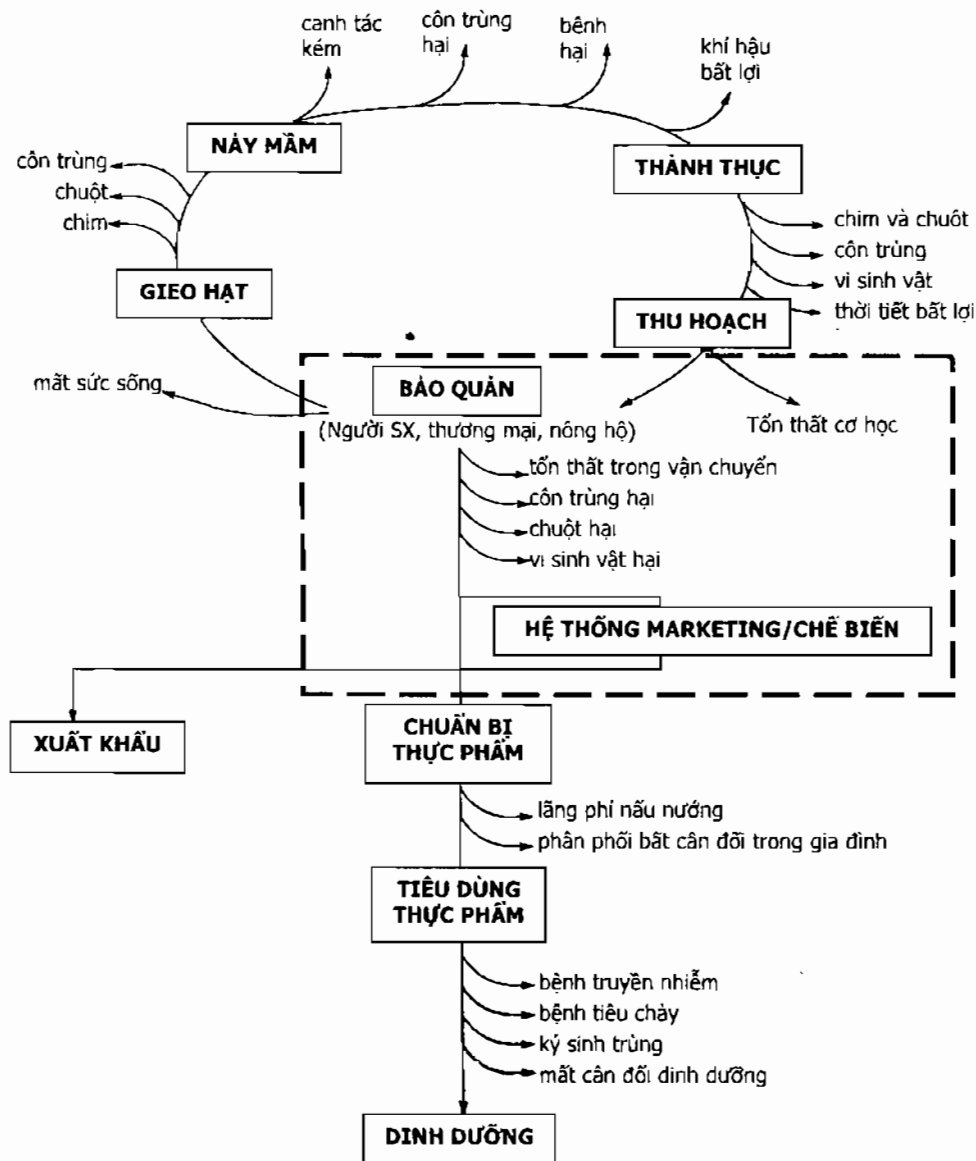 canh tác
kém
côn trùng
hại
bệnh
hại
khí hậu
bất lợi
NẢY MẦM
THÀNH THỰC
côn trùng
chuột
chim
chim và chuôt
côn trùng
vi sinh vật
thời tiết bất lợi
GIEO HẠT
THU HOẠCH
mất sức sống
BẢO QUẢN
(Người SX, thương mại, nông hộ)
Tổn thất cơ học
tổn thất trong vận chuyển
côn trùng hại
chuột hại
vi sinh vật hại
HỆ THỐNG MARKETING/CHẾ BIẾN
XUẤT KHẨU
CHUẨN BỊ
THỰC PHẨM
lãng phí nấu nướng
phân phối bất cân đối trong gia đình
TIÊU DÙNG
THỰC PHẨM
bệnh truyền nhiễm
bệnh tiêu chảy
ký sinh trùng
mất cân đối dinh dưỡng
DINH DƯỠNG